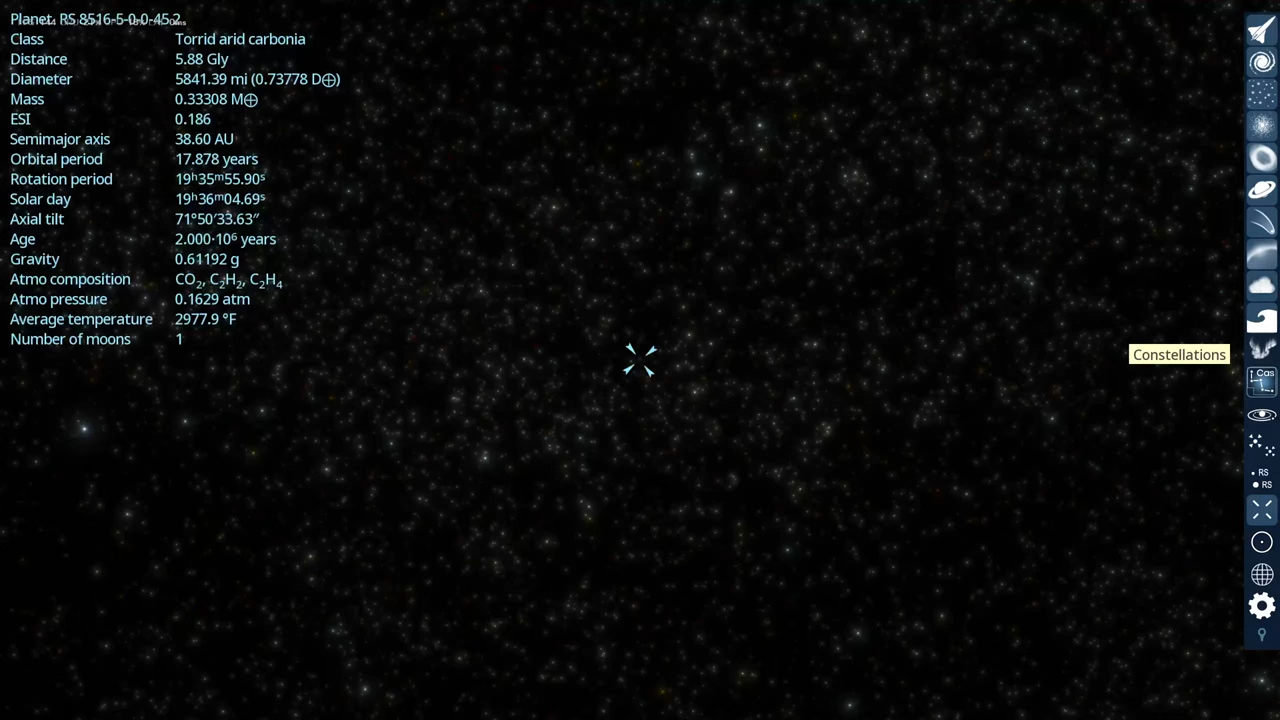 Planet: RS 8516-5-0-0-45 2
Class Torrid arid carbonia
Distance 5.88 Gly
Diameter 5841.39 mi (0.73778 D⊕)
Mass 0.33308 M⊕
ESI 0.186
Semimajor axis 38.60 AU
Orbital period 17.878 years
Rotation period 19ʰ35ᵐ55.90ˢ
Solar day 19ʰ36ᵐ04.69ˢ
Axial tilt 71°50′33.63″
Age 2.000·10⁶ years
Gravity 0.61192 g
Atmo composition CO₂, C₂H₂, C₂H₄
Atmo pressure 0.1629 atm
Average temperature 2977.9 °F
Number of moons 1
Constellations
Cas
RS
RS